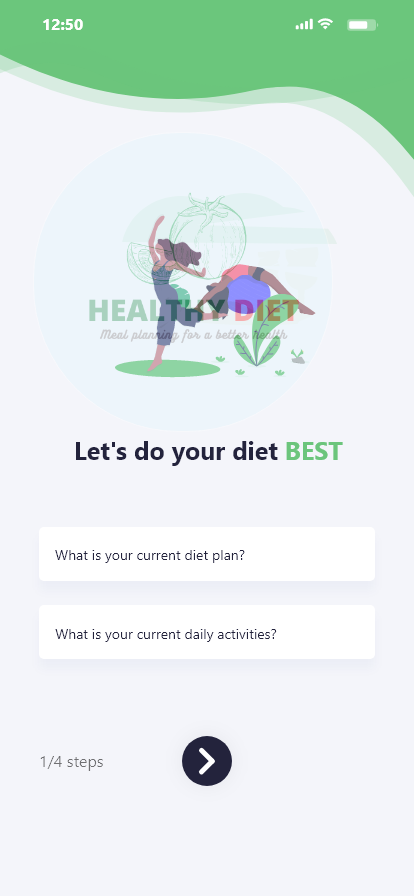 12:50
HEALTHY DIET
Meal planning for a better health
Let's do your diet BEST
What is your current diet plan?
What is your current daily activities?
1/4 steps